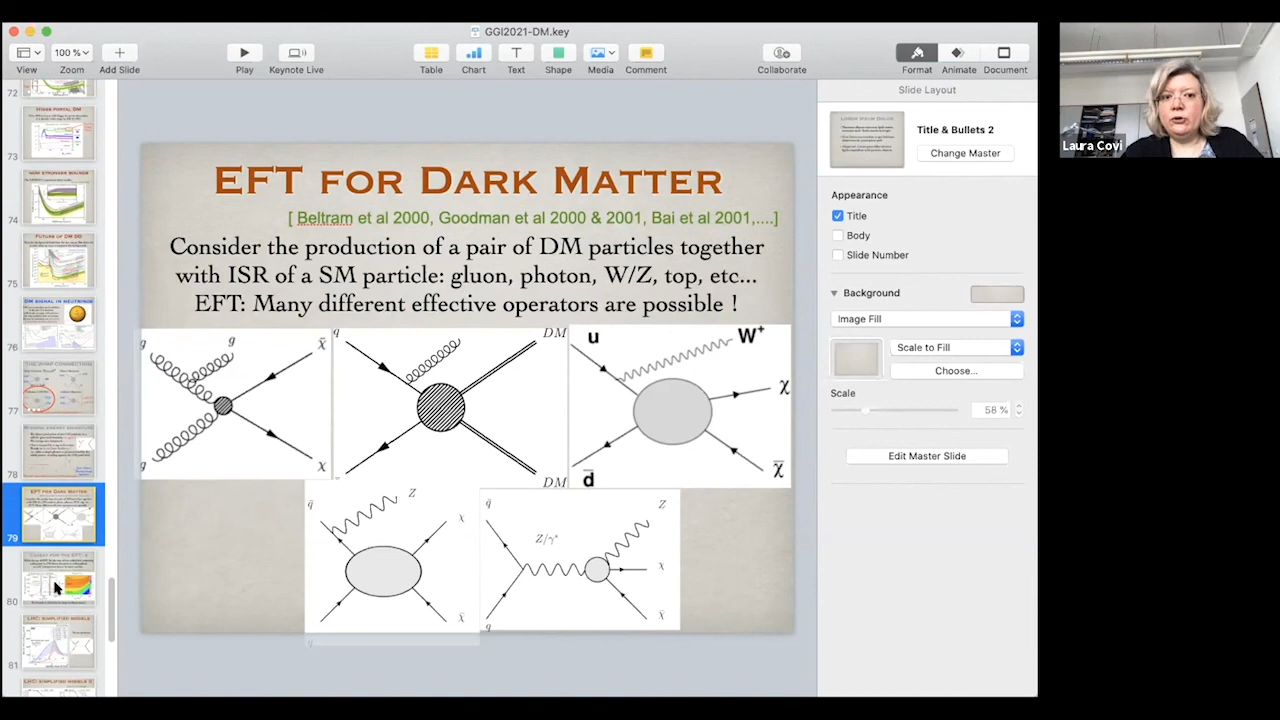 GGI2021-DM.key
100 %
View
Zoom
Add Slide
Play
Keynote Live
Table
Chart
Text
Shape
Media
Comment
Collaborate
Format
Animate
Document
72
73
74
75
76
77
78
79
80
81
EFT FOR DARK MATTER
[ Beltram et al 2000, Goodman et al 2000 & 2001, Bai et al 2001,....]
Consider the production of a pair of DM particles together
with ISR of a SM particle: gluon, photon, W/Z, top, etc...
EFT: Many different effective operators are possible !
g
g
χ̄
g
χ
q
DM
DM
u
W⁺
χ
d̄
χ̄
q̄
Z
χ
χ̄
q
q̄
Z/γ*
Z
χ
χ̄
q
Slide Layout
Title & Bullets 2
Change Master
Appearance
Title
Body
Slide Number
Background
Image Fill
Scale to Fill
Choose...
Scale
58 %
Edit Master Slide
Laura Covi